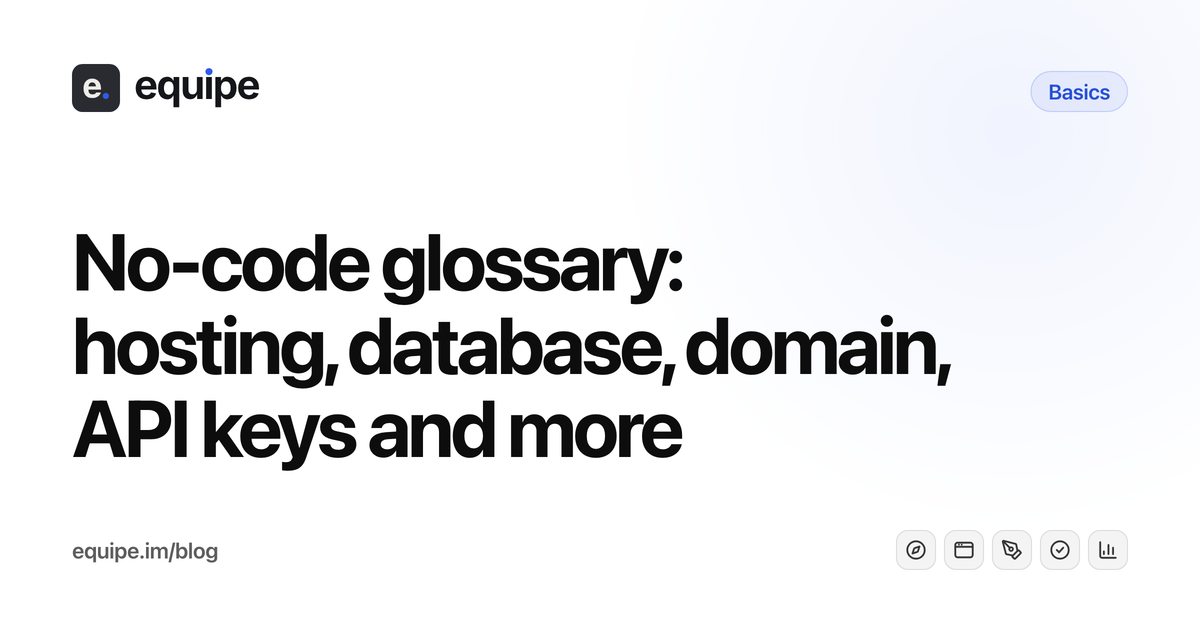 e. equipe
Basics
No-code glossary:
hosting, database, domain,
API keys and more
equipe.im/blog